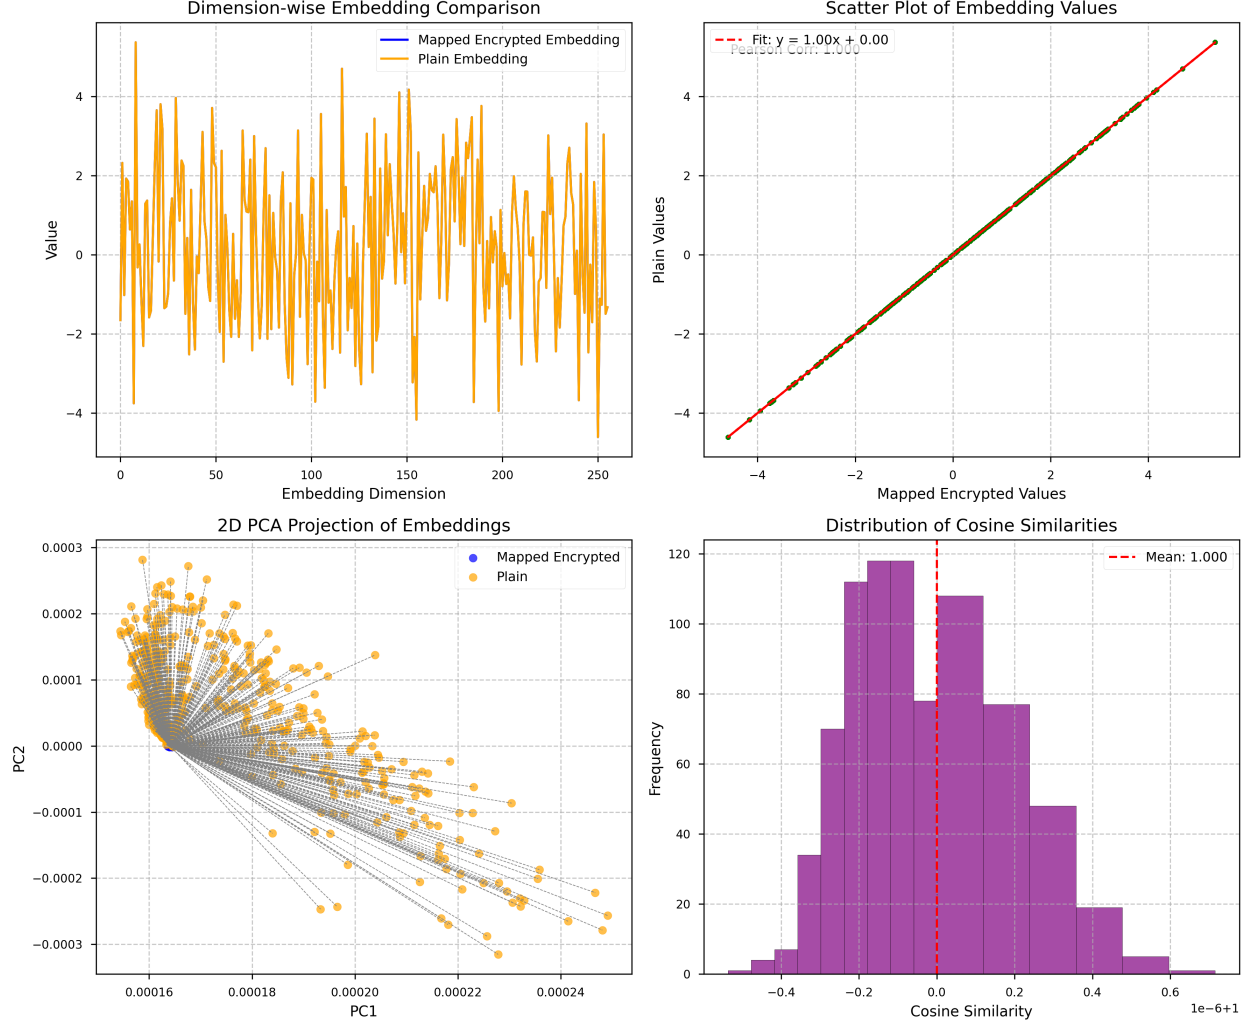 Dimension-wise Embedding Comparison
Mapped Encrypted Embedding
Plain Embedding
4
2
0
−2
−4
Value
0
50
100
150
200
250
Embedding Dimension
Scatter Plot of Embedding Values
Fit: y = 1.00x + 0.00
Pearson Corr: 1.000
4
2
0
−2
−4
Plain Values
−4
−2
0
2
4
Mapped Encrypted Values
2D PCA Projection of Embeddings
Mapped Encrypted
Plain
0.0003
0.0002
0.0001
0.0000
−0.0001
−0.0002
−0.0003
PC2
0.00016
0.00018
0.00020
0.00022
0.00024
PC1
Distribution of Cosine Similarities
Mean: 1.000
120
100
80
60
40
20
0
Frequency
−0.4
−0.2
0.0
0.2
0.4
0.6
1e−6+1
Cosine Similarity